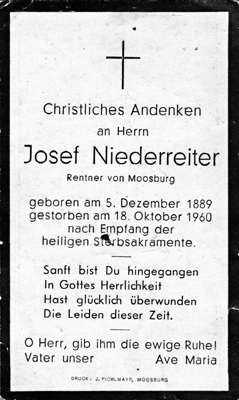 Christliches Andenken
an Herrn
Josef Niederreiter
Rentner von Moosburg
geboren am 5. Dezember 1889
gestorben am 18. Oktober 1960
nach Empfang der
heiligen Sterbsakramente.
Sanft bist Du hingegangen
In Gottes Herrlichkeit
Hast glücklich überwunden
Die Leiden dieser Zeit.
O Herr, gib ihm die ewige Ruhe!
Vater unser Ave Maria
DRUCK: J. PICHLMAYR, MOOSBURG